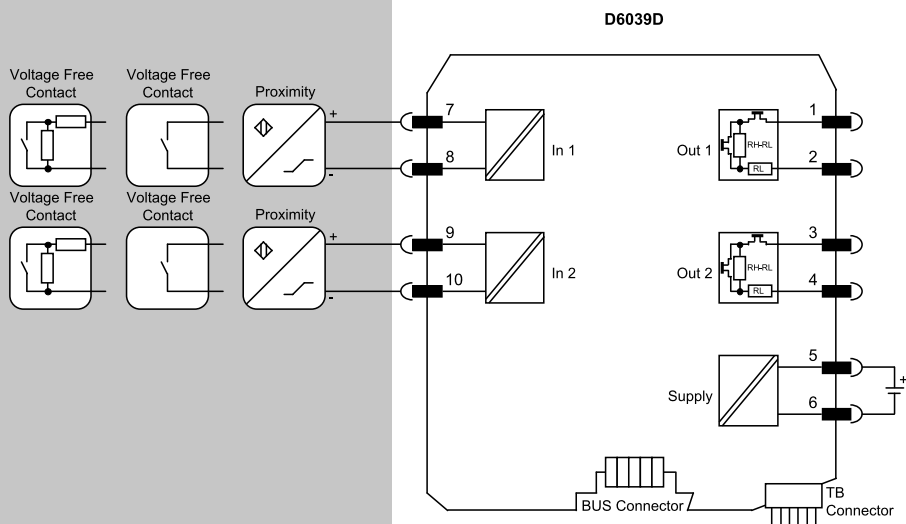 D6039D
Voltage Free
Contact
Voltage Free
Contact
Proximity
+
-
7
8
In 1
Out 1
RH-RL
RL
1
2
Voltage Free
Contact
Voltage Free
Contact
Proximity
+
-
9
10
In 2
Out 2
RH-RL
RL
3
4
Supply
5
6
+
BUS Connector
TB
Connector